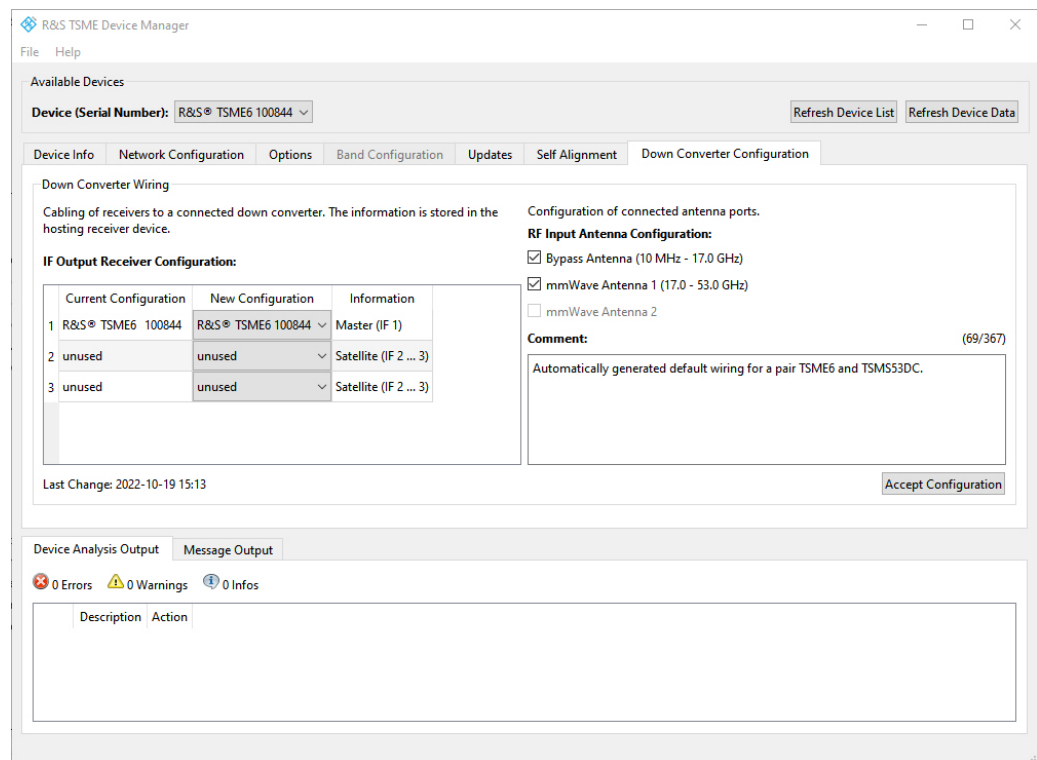 R&S TSME Device Manager
File Help
Available Devices
Device (Serial Number): R&S® TSME6 100844 Refresh Device List Refresh Device Data
Device Info Network Configuration Options Band Configuration Updates Self Alignment Down Converter Configuration
Down Converter Wiring
Cabling of receivers to a connected down converter. The information is stored in the
hosting receiver device.
IF Output Receiver Configuration:
Current Configuration New Configuration Information
1 R&S® TSME6 100844 R&S® TSME6 100844 Master (IF 1)
2 unused unused Satellite (IF 2 ... 3)
3 unused unused Satellite (IF 2 ... 3)
Last Change: 2022-10-19 15:13
Configuration of connected antenna ports.
RF Input Antenna Configuration:
Bypass Antenna (10 MHz - 17.0 GHz)
mmWave Antenna 1 (17.0 - 53.0 GHz)
mmWave Antenna 2
Comment: (69/367)
Automatically generated default wiring for a pair TSME6 and TSMS53DC.
Accept Configuration
Device Analysis Output Message Output
0 Errors 0 Warnings 0 Infos
Description Action